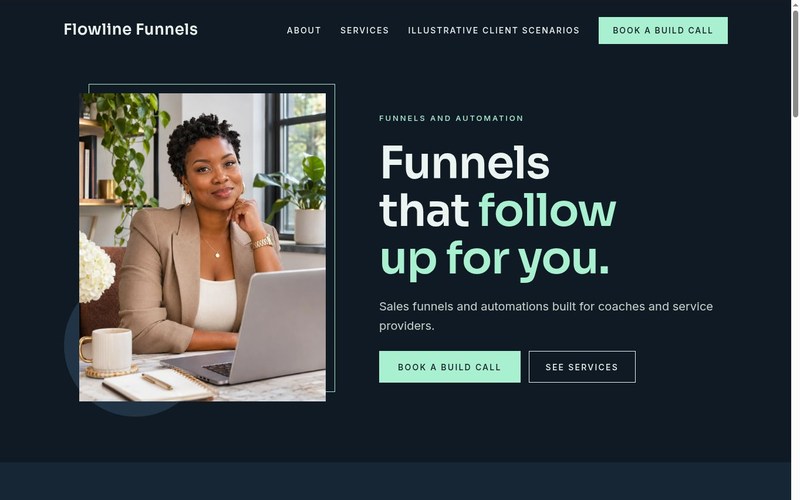 Flowline Funnels
ABOUT
SERVICES
ILLUSTRATIVE CLIENT SCENARIOS
BOOK A BUILD CALL
FUNNELS AND AUTOMATION
Funnels
that follow
up for you.
Sales funnels and automations built for coaches and service
providers.
BOOK A BUILD CALL
SEE SERVICES